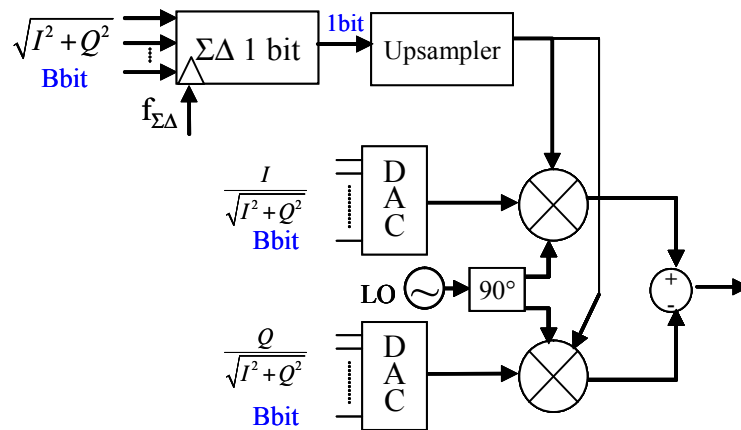 √(I² + Q²)
Bbit
ΣΔ 1 bit
f_ΣΔ
1bit
Upsampler
I / √(I² + Q²)
Bbit
D
A
C
LO
~
90°
+
-
Q / √(I² + Q²)
Bbit
D
A
C